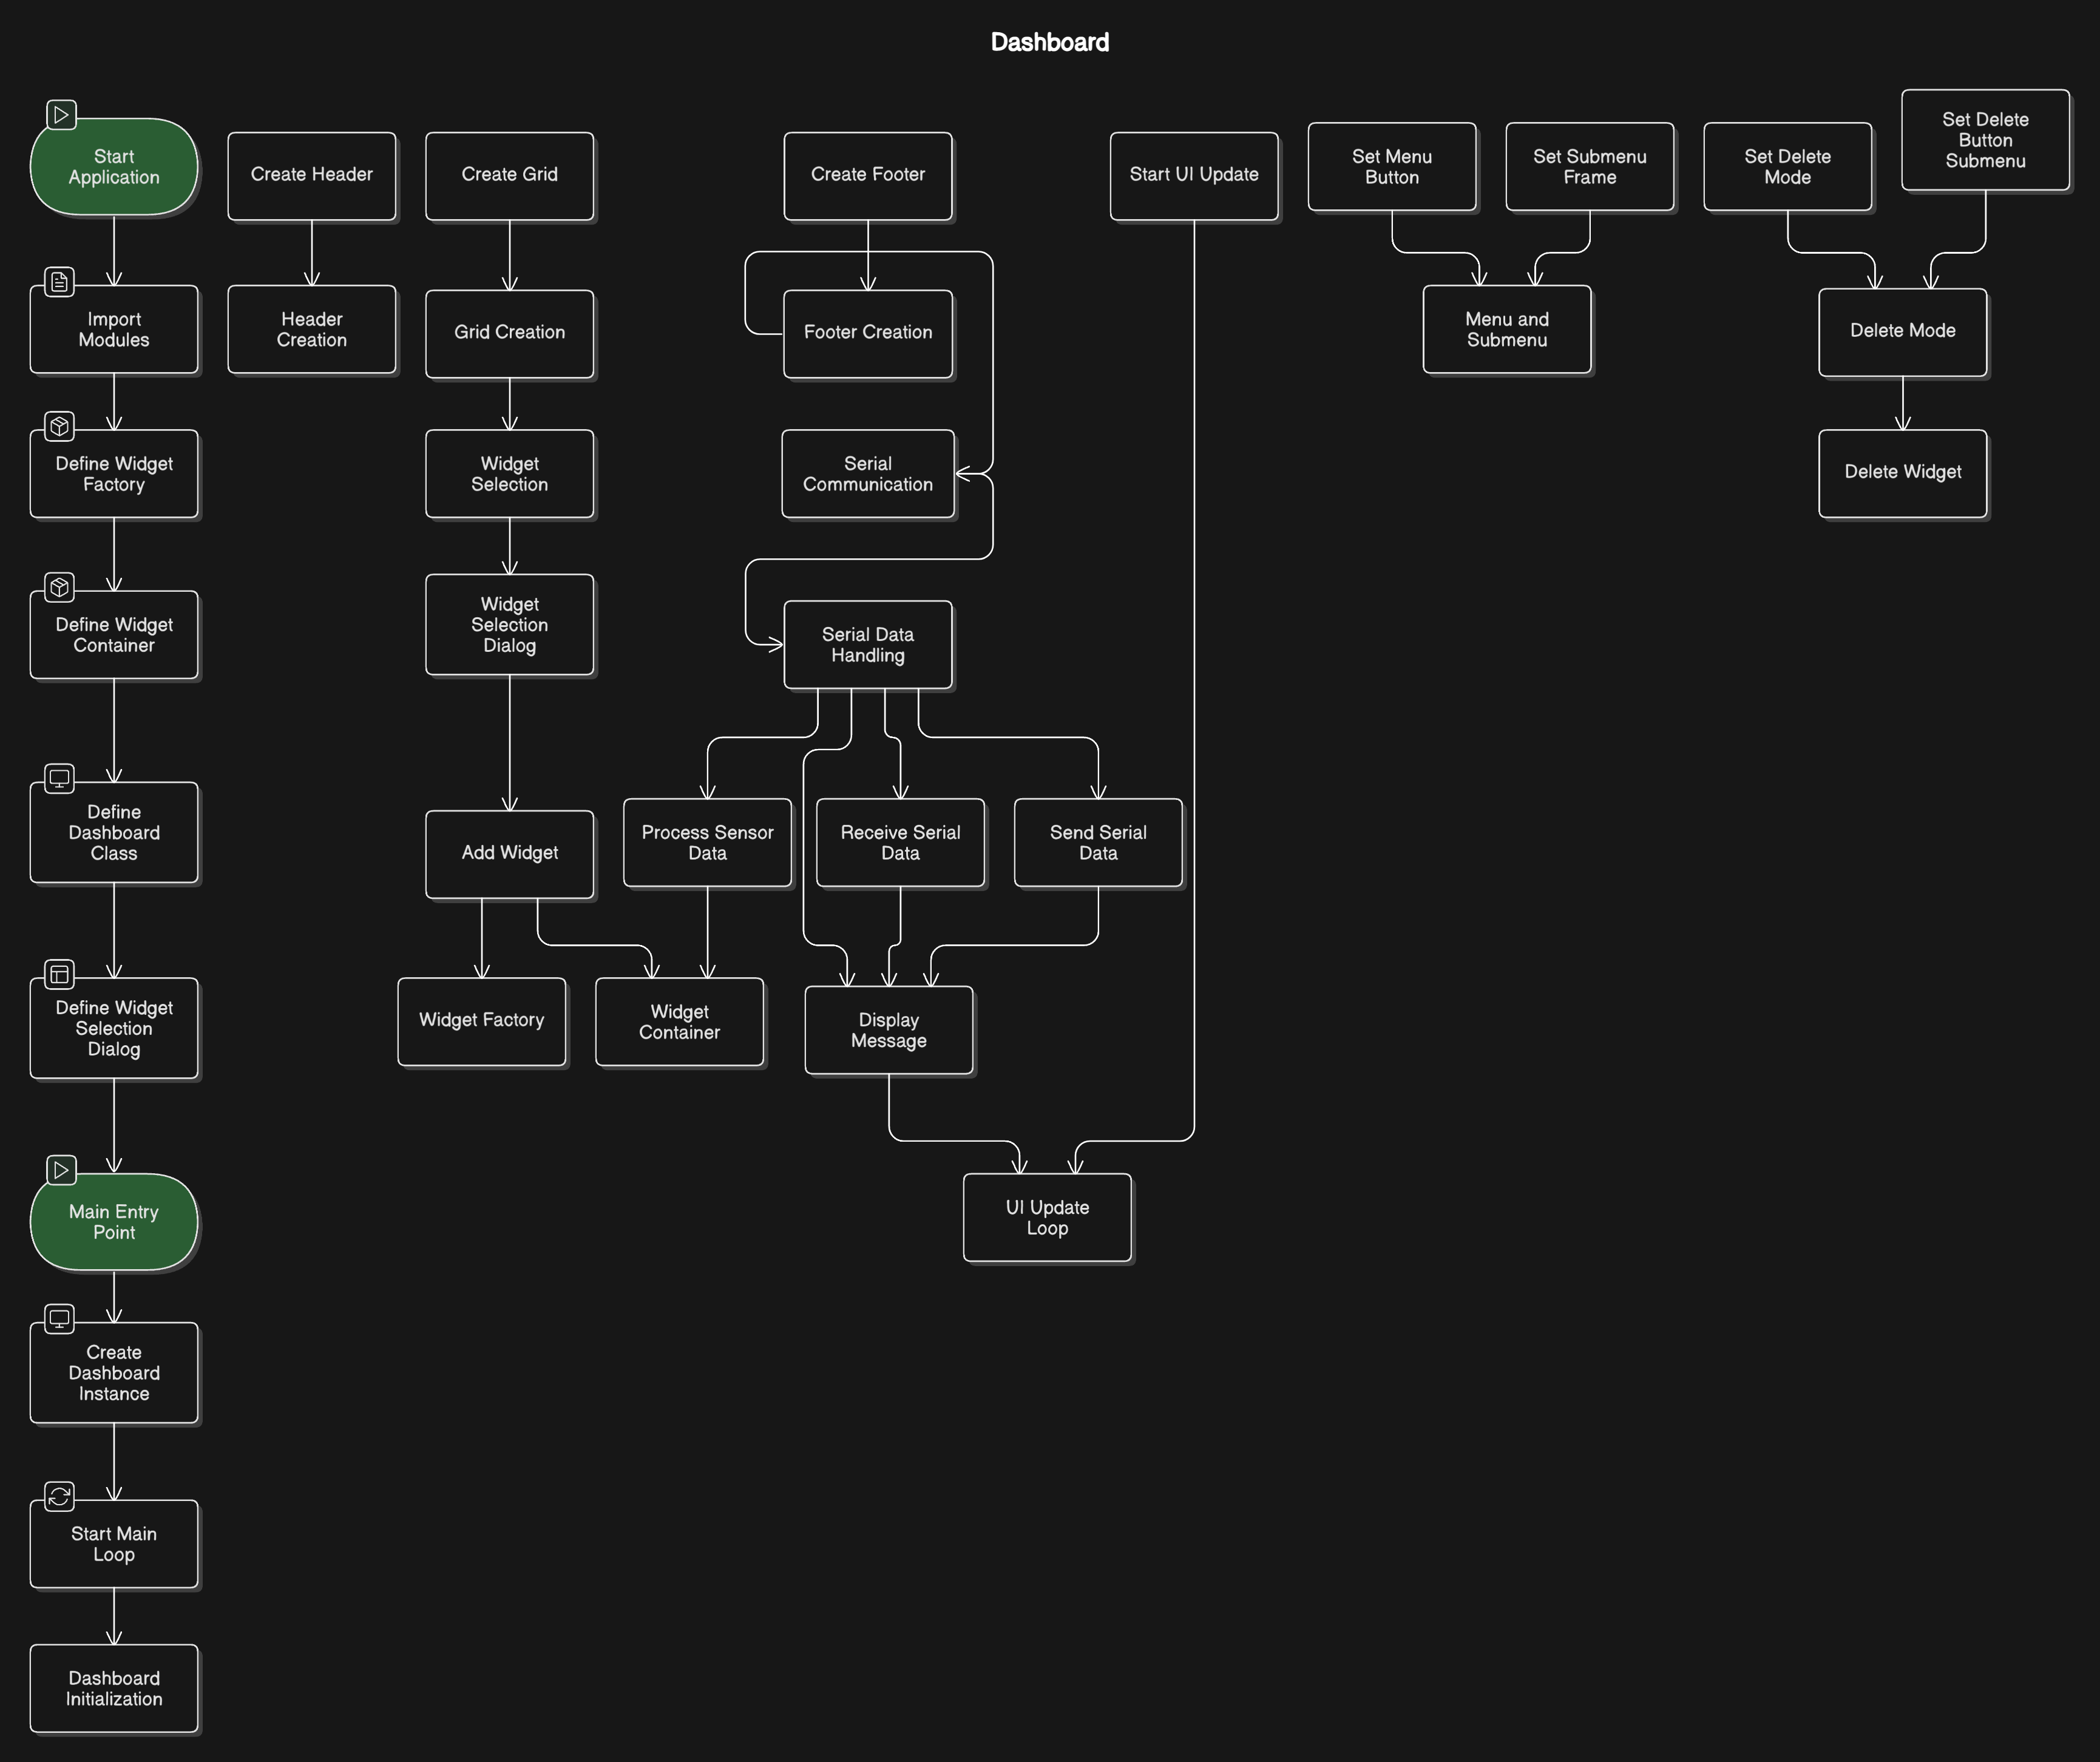 Dashboard
Start
Application
Create Header
Create Grid
Create Footer
Start UI Update
Set Menu
Button
Set Submenu
Frame
Set Delete
Mode
Set Delete
Button
Submenu
Import
Modules
Header
Creation
Grid Creation
Footer Creation
Menu and
Submenu
Delete Mode
Define Widget
Factory
Widget
Selection
Serial
Communication
Delete Widget
Define Widget
Container
Widget
Selection
Dialog
Serial Data
Handling
Define
Dashboard
Class
Add Widget
Process Sensor
Data
Receive Serial
Data
Send Serial
Data
Define Widget
Selection
Dialog
Widget Factory
Widget
Container
Display
Message
Main Entry
Point
UI Update
Loop
Create
Dashboard
Instance
Start Main
Loop
Dashboard
Initialization